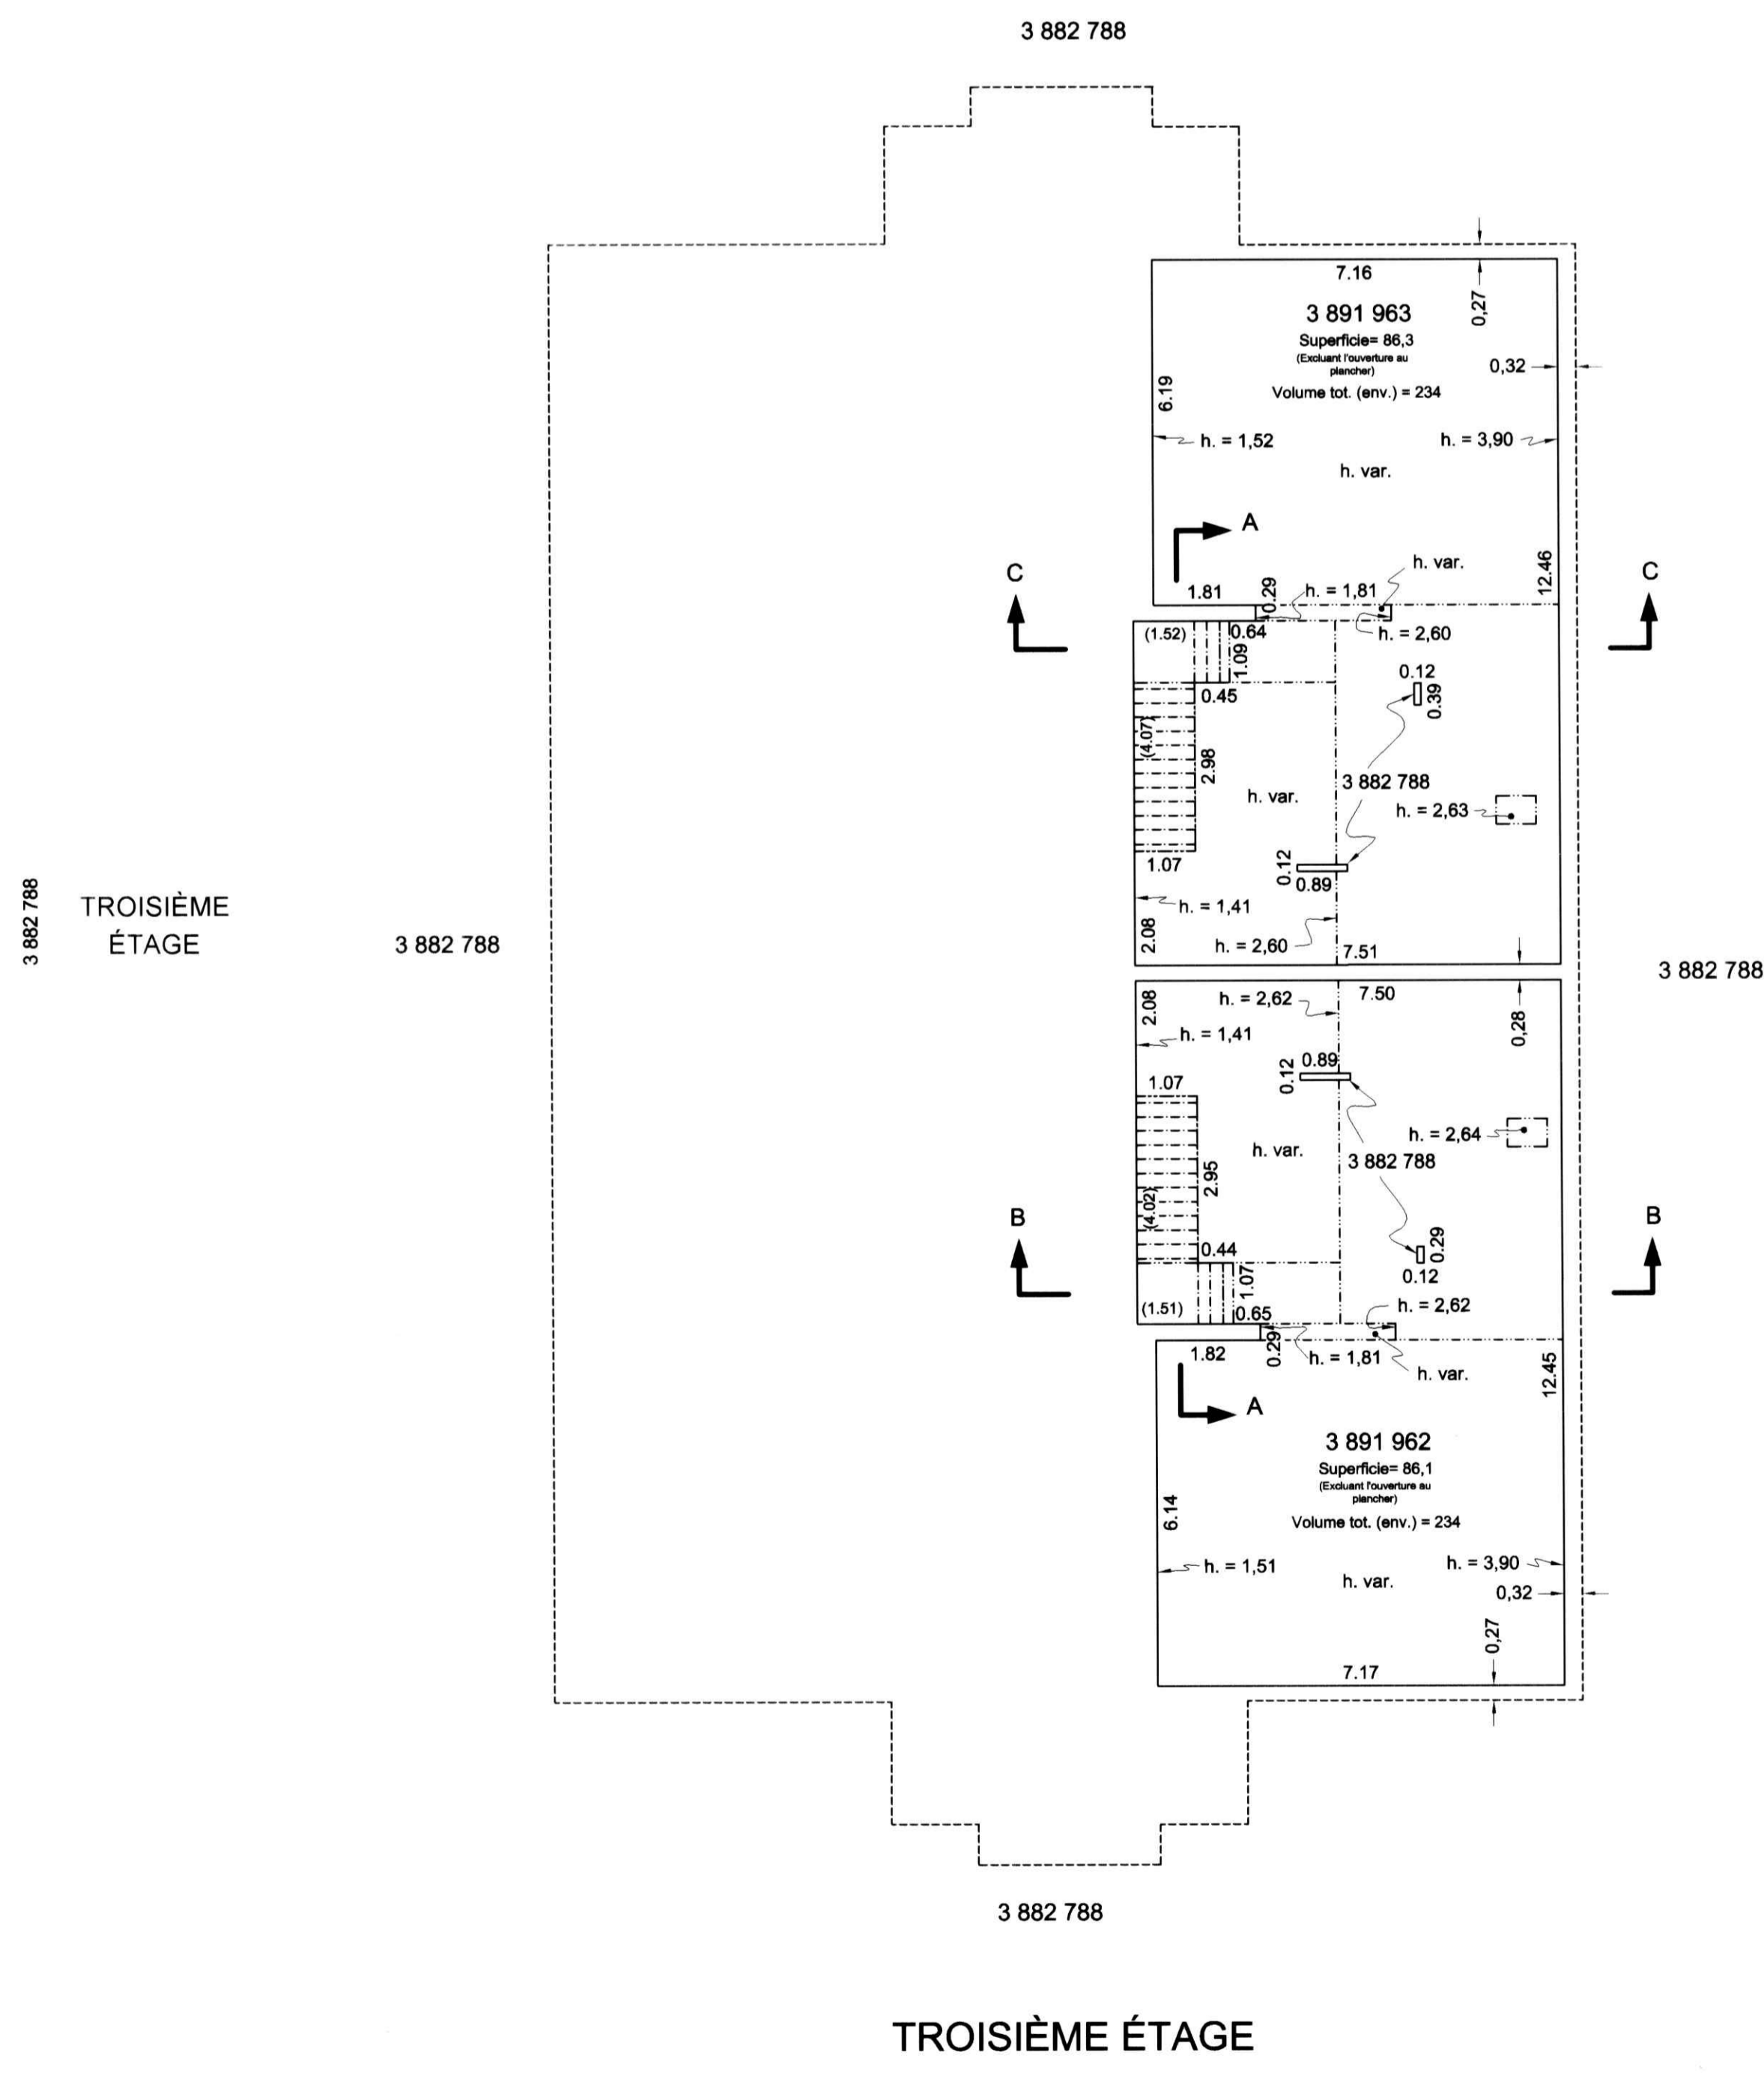 3 882 788
7.16
0,27
3 891 963
Superficie= 86,3
(Excluant l'ouverture au
plancher)
Volume tot. (env.) = 234
0,32
6.19
h. = 1,52
h. = 3,90
h. var.
A
12.46
h. var.
C
C
1.81
0.29
h. = 1,81
(1.52)
0.64
h. = 2,60
1.09
0.12
0.39
0.45
(4.07)
2.98
3 882 788
h. var.
h. = 2,63
1.07
0.12
0.89
h. = 1,41
2.08
h. = 2,60
7.51
3 882 788
TROISIÈME
ÉTAGE
3 882 788
3 882 788
2.08
h. = 2,62
7.50
0,28
h. = 1,41
0.89
0.12
1.07
h. = 2,64
h. var.
3 882 788
2.95
(4.02)
B
B
0.44
0.29
0.12
1.07
(1.51)
0.65
h. = 2,62
1.82
0.29
h. = 1,81
h. var.
12.45
A
3 891 962
Superficie= 86,1
(Excluant l'ouverture au
plancher)
Volume tot. (env.) = 234
6.14
h. = 1,51
h. = 3,90
h. var.
0,32
0,27
7.17
3 882 788
TROISIÈME ÉTAGE